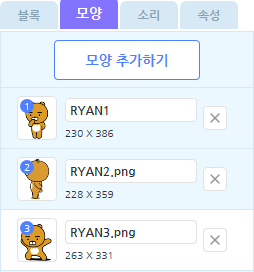 블록 모양 소리 속성
모양 추가하기
1
RYAN1
230 X 386
2
RYAN2.png
228 X 359
3
RYAN3.png
263 X 331